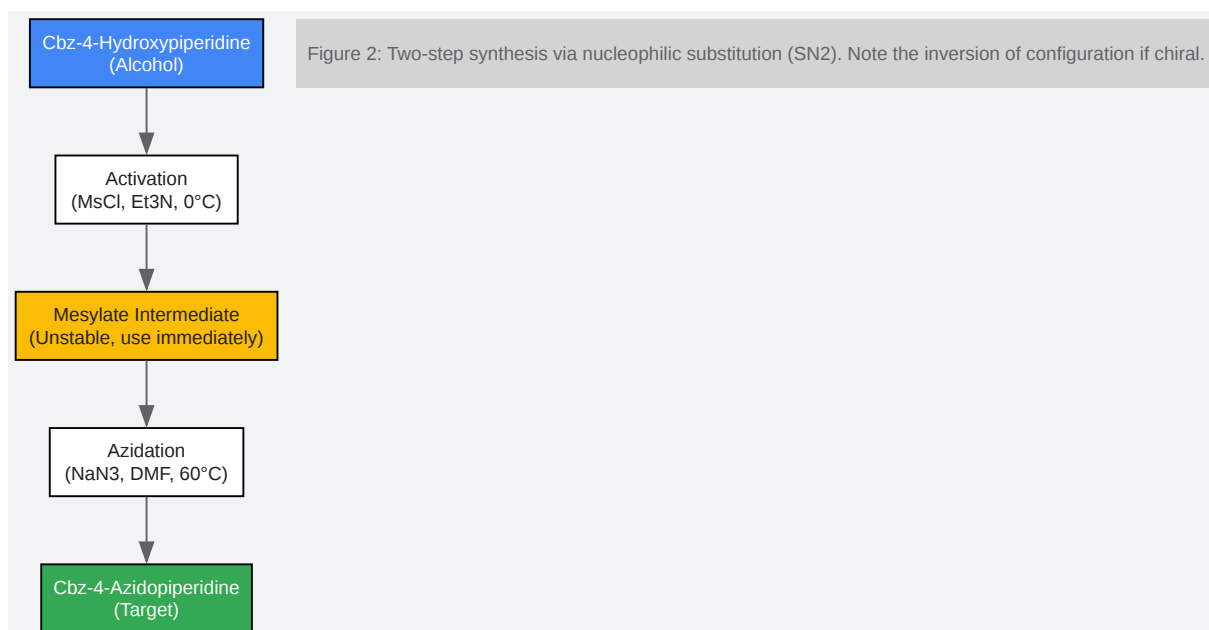 Cbz-4-Hydroxypiperidine
(Alcohol)
Figure 2: Two-step synthesis via nucleophilic substitution (SN2). Note the inversion of configuration if chiral.
Activation
(MsCl, Et3N, 0°C)
Mesylate Intermediate
(Unstable, use immediately)
Azidation
(NaN3, DMF, 60°C)
Cbz-4-Azidopiperidine
(Target)